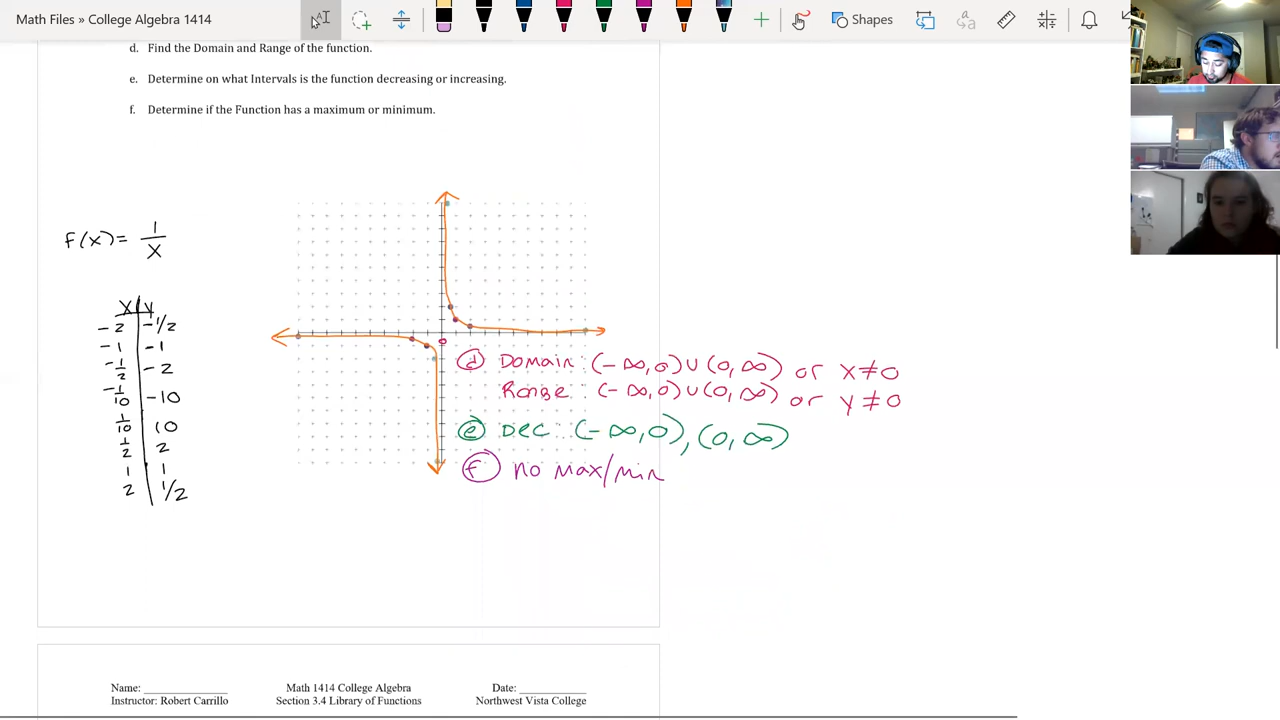 Math Files » College Algebra 1414
Shapes
d. Find the Domain and Range of the function.
e. Determine on what Intervals is the function decreasing or increasing.
f. Determine if the Function has a maximum or minimum.
f(x) = 1/x
x | y
-2 | -1/2
-1 | -1
-1/2 | -2
-1/10 | -10
1/10 | 10
1/2 | 2
1 | 1
2 | 1/2
d Domain : (-∞,0)∪(0,∞) or x≠0
Range : (-∞,0)∪(0,∞) or y≠0
e Dec : (-∞,0),(0,∞)
f no max/min
Name: ____________ Math 1414 College Algebra Date: ____________
Instructor: Robert Carrillo Section 3.4 Library of Functions Northwest Vista College